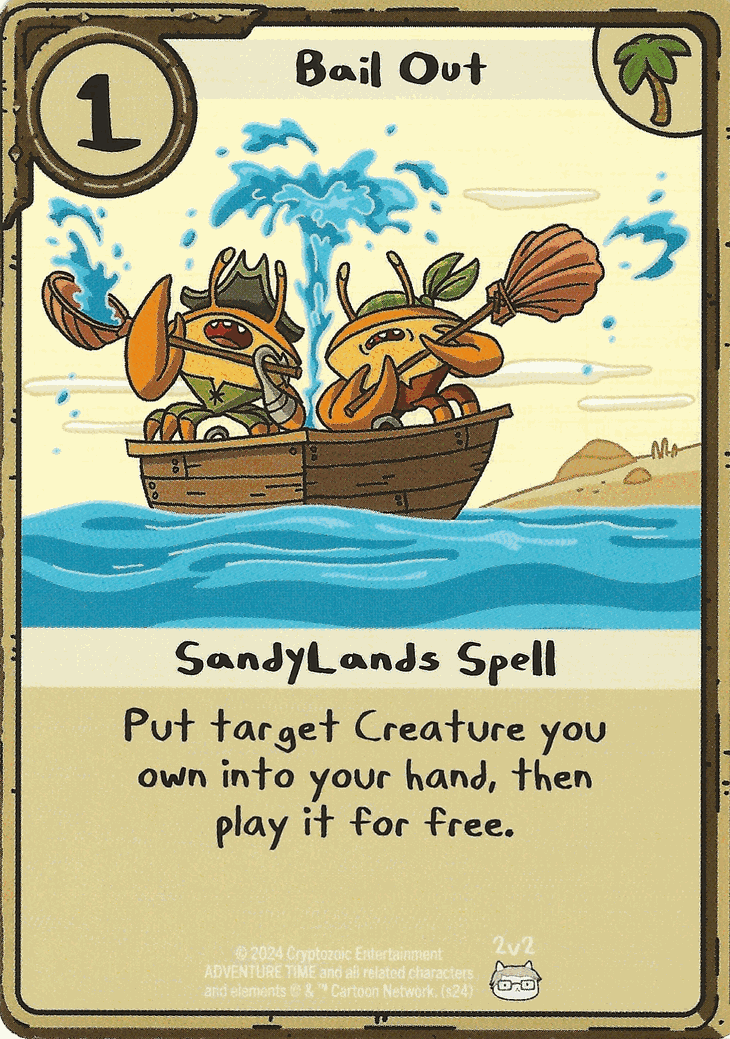 1
Bail Out
SandyLands Spell
Put target Creature you
own into your hand, then
play it for free.
© 2024 Cryptozoic Entertainment
ADVENTURE TIME and all related characters
and elements © & ™ Cartoon Network. (s24)
2v2